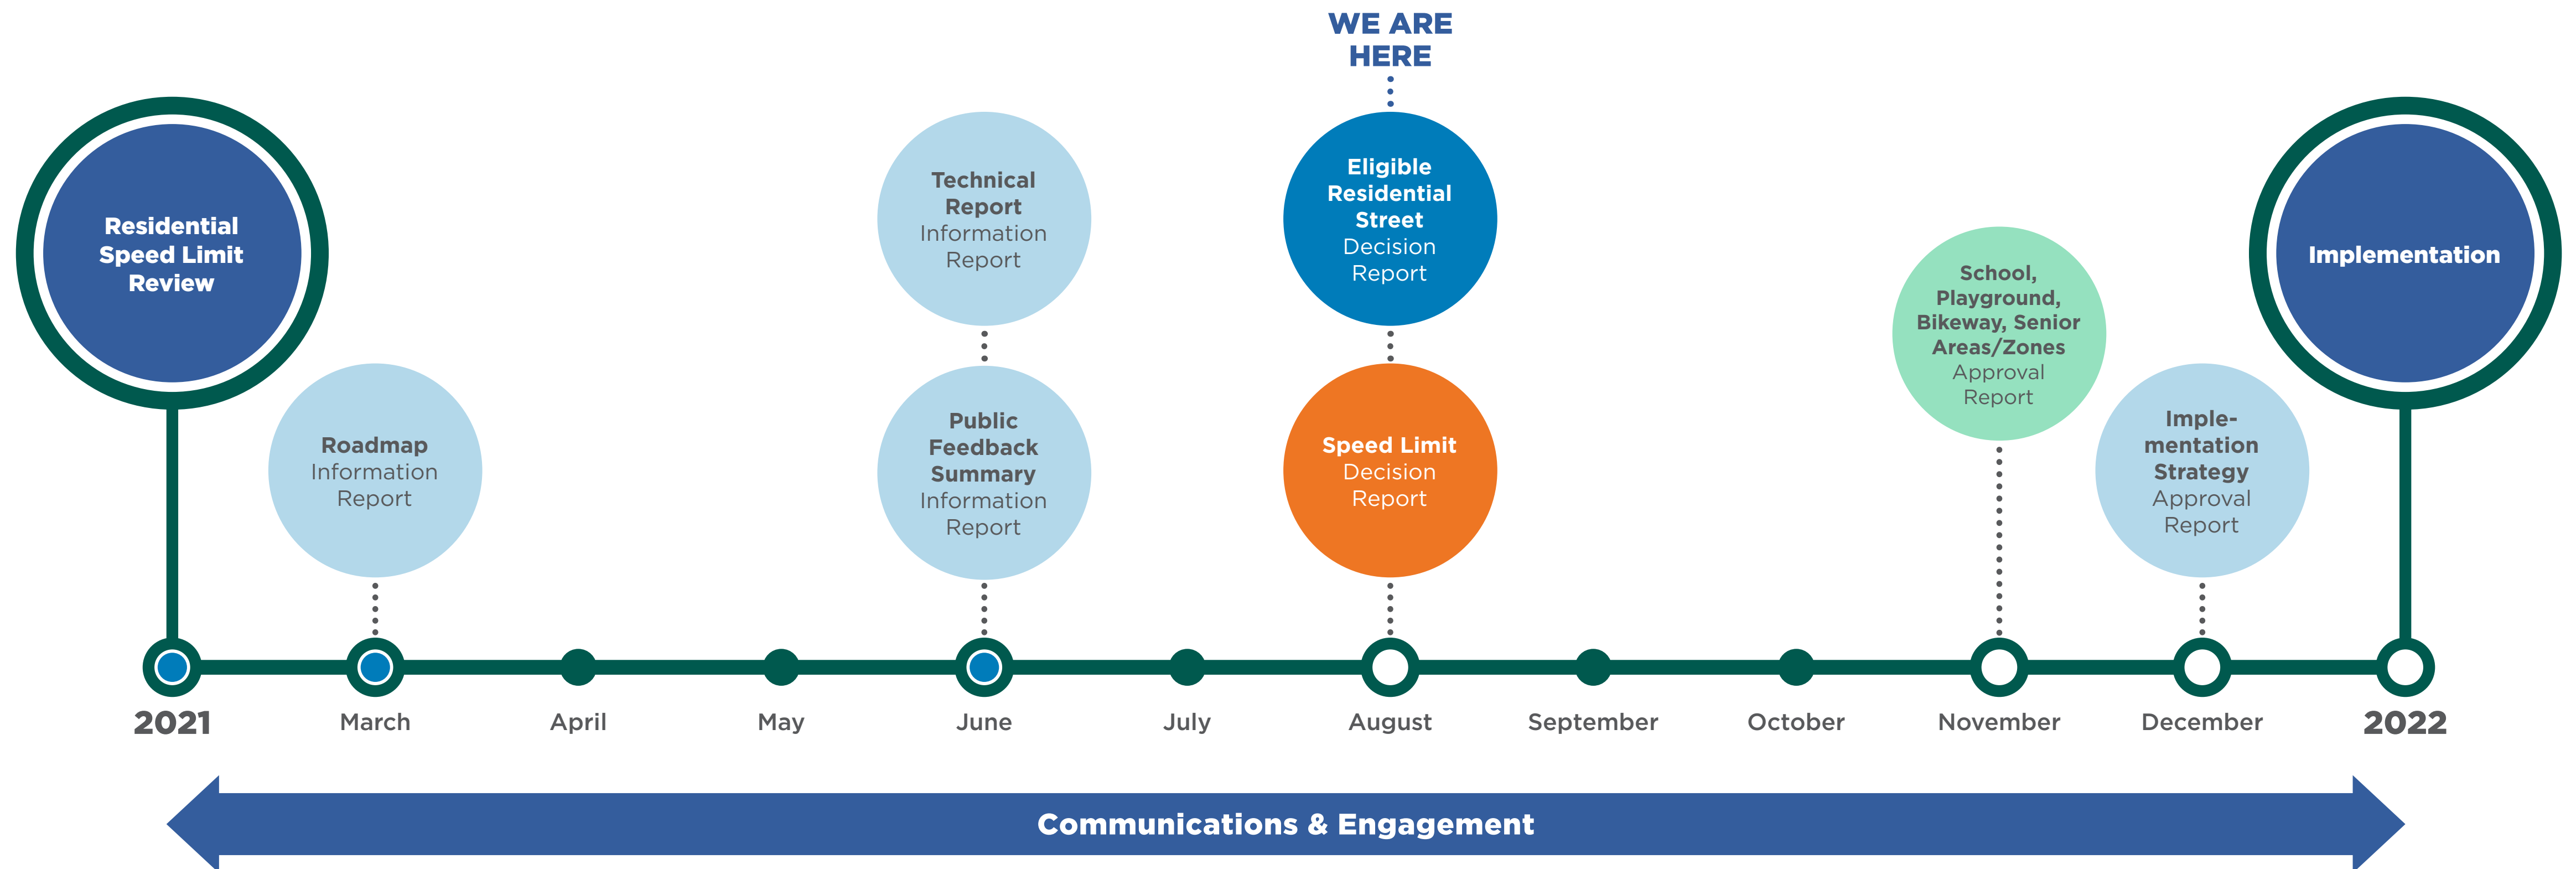 WE ARE
HERE
Residential
Speed Limit
Review
Roadmap
Information
Report
Technical
Report
Information
Report
Public
Feedback
Summary
Information
Report
Eligible
Residential
Street
Decision
Report
Speed Limit
Decision
Report
School,
Playground,
Bikeway, Senior
Areas/Zones
Approval
Report
Imple-
mentation
Strategy
Approval
Report
Implementation
2021
March
April
May
June
July
August
September
October
November
December
2022
Communications & Engagement